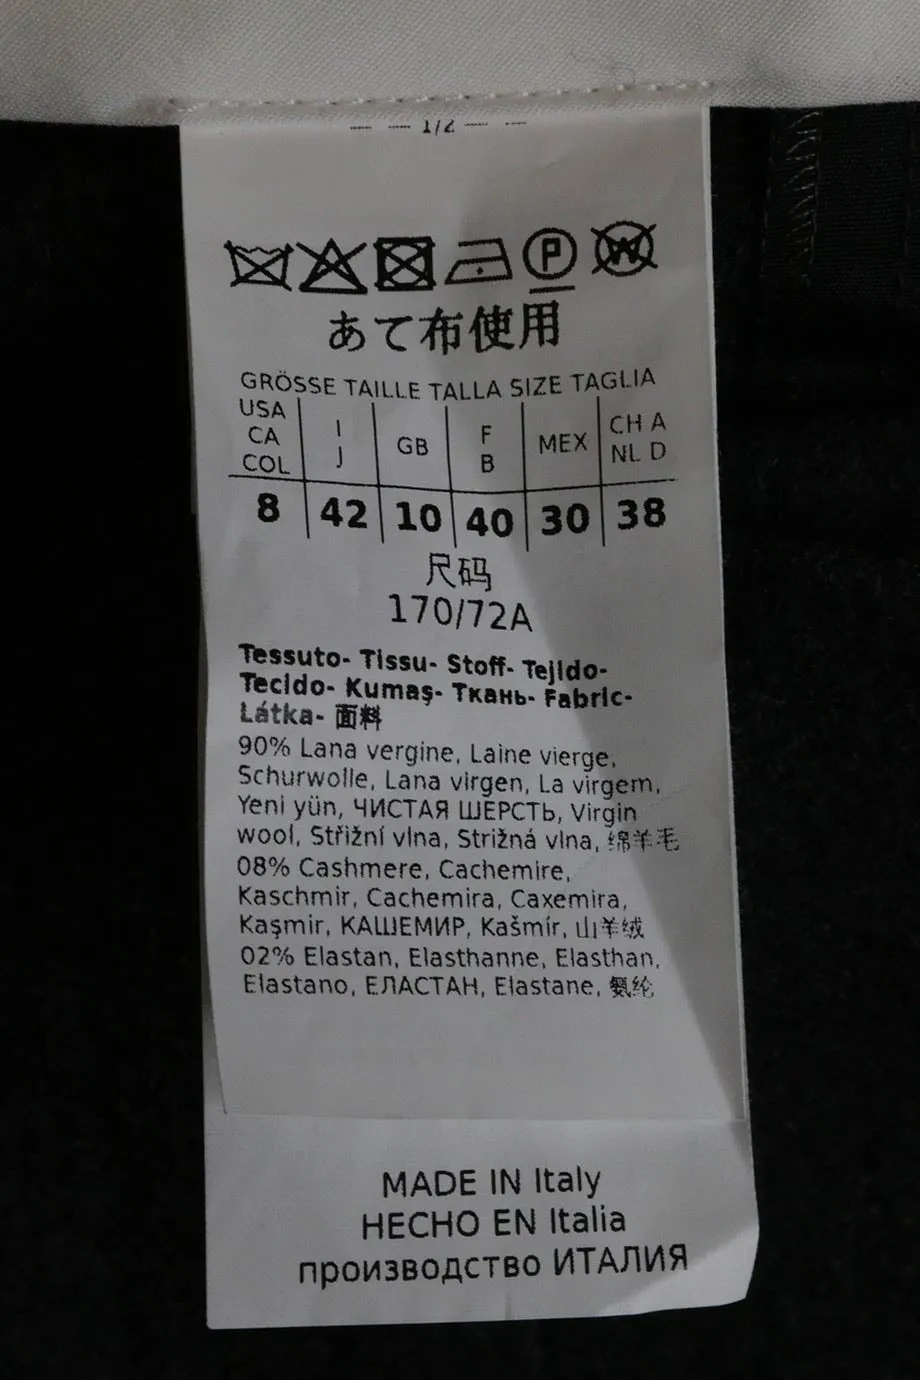 1/2
あて布使用
GRÖSSE TAILLE TALLA SIZE TAGLIA
USA CA COL I J GB F B MEX CH A NL D
8 42 10 40 30 38
尺码
170/72A
Tessuto- Tissu- Stoff- Tejido-
Tecido- Kumaş- Ткань- Fabric-
Látka- 面料
90% Lana vergine, Laine vierge,
Schurwolle, Lana virgen, La virgem,
Yeni yün, ЧИСТАЯ ШЕРСТЬ, Virgin
wool, Střižní vlna, Strižná vlna, 绵羊毛
08% Cashmere, Cachemire,
Kaschmir, Cachemira, Caxemira,
Kaşmir, КАШЕМИР, Kašmír, 山羊绒
02% Elastan, Elasthanne, Elasthan,
Elastano, ЕЛАСТАН, Elastane, 氨纶
MADE IN Italy
HECHO EN Italia
производство ИТАЛИЯ